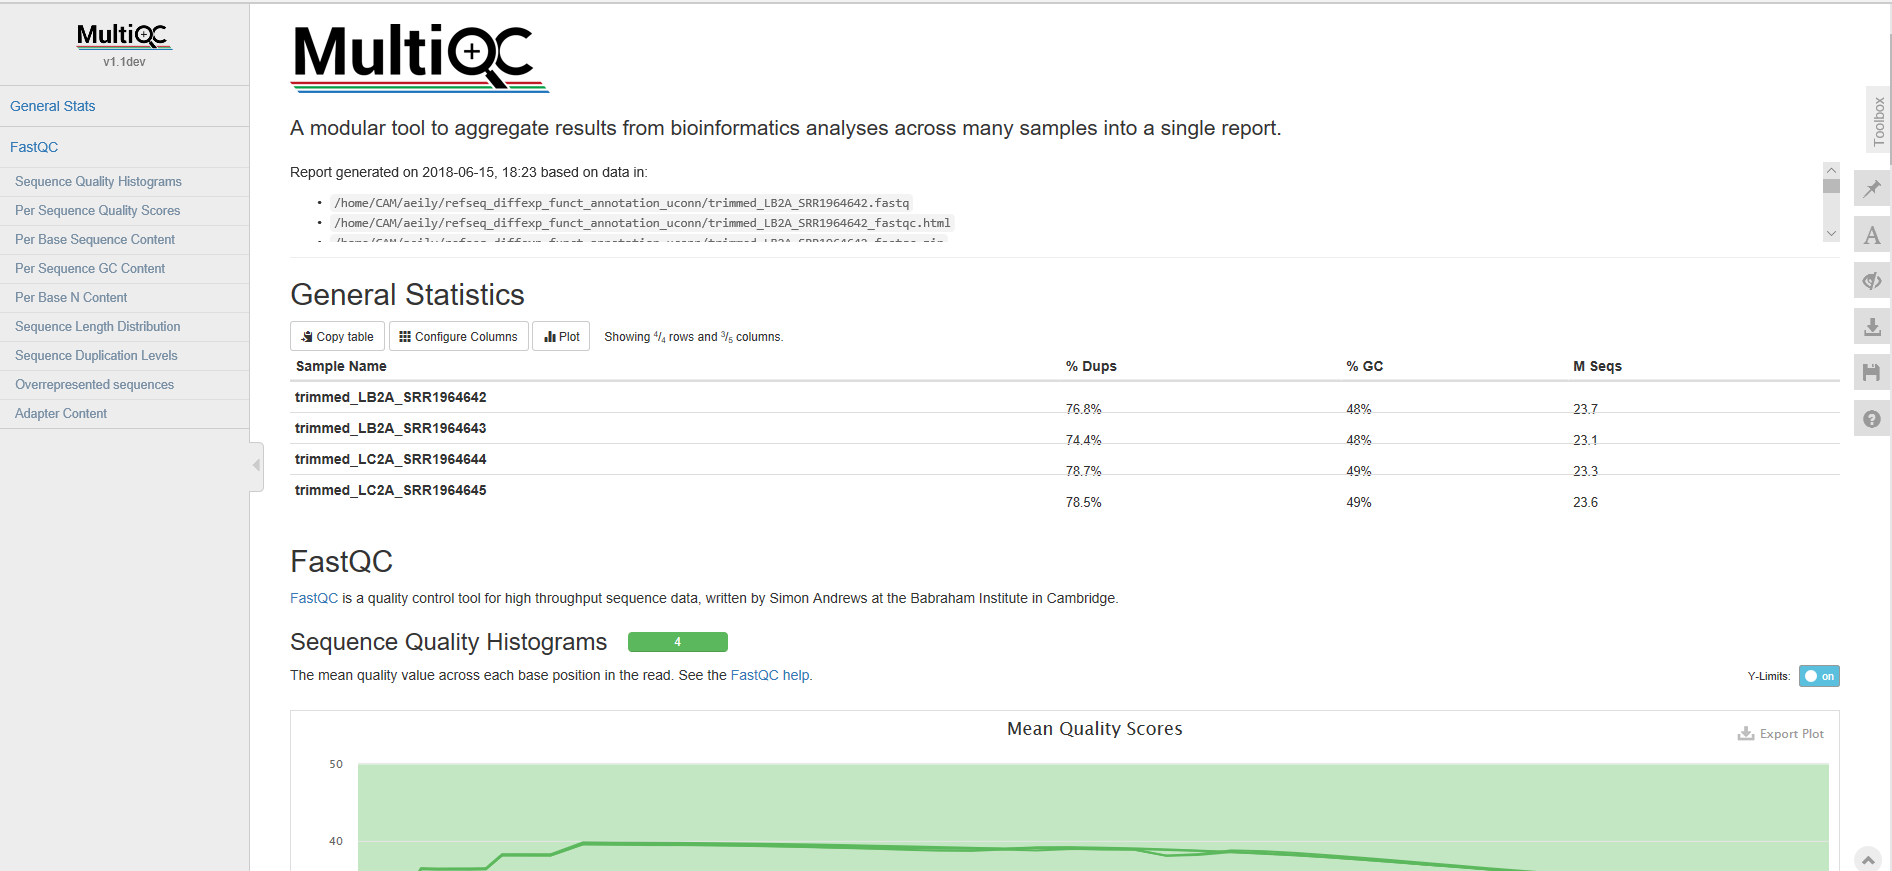 MultiQC
v1.1dev
General Stats
FastQC
Sequence Quality Histograms
Per Sequence Quality Scores
Per Base Sequence Content
Per Sequence GC Content
Per Base N Content
Sequence Length Distribution
Sequence Duplication Levels
Overrepresented sequences
Adapter Content
MultiQC
A modular tool to aggregate results from bioinformatics analyses across many samples into a single report.
Report generated on 2018-06-15, 18:23 based on data in:
/home/CAM/aeily/refseq_diffexp_funct_annotation_uconn/trimmed_LB2A_SRR1964642.fastq
/home/CAM/aeily/refseq_diffexp_funct_annotation_uconn/trimmed_LB2A_SRR1964642_fastqc.html
/home/CAM/aeily/refseq_diffexp_funct_annotation_uconn/trimmed_LB2A_SRR1964642_fastqc.zip
General Statistics
Copy table Configure Columns Plot Showing 4/4 rows and 3/5 columns.
Sample Name % Dups % GC M Seqs
trimmed_LB2A_SRR1964642 76.8% 48% 23.7
trimmed_LB2A_SRR1964643 74.4% 48% 23.1
trimmed_LC2A_SRR1964644 78.7% 49% 23.3
trimmed_LC2A_SRR1964645 78.5% 49% 23.6
FastQC
FastQC is a quality control tool for high throughput sequence data, written by Simon Andrews at the Babraham Institute in Cambridge.
Sequence Quality Histograms 4
The mean quality value across each base position in the read. See the FastQC help.
Y-Limits: on
Mean Quality Scores
Export Plot
50
40
Toolbox
A